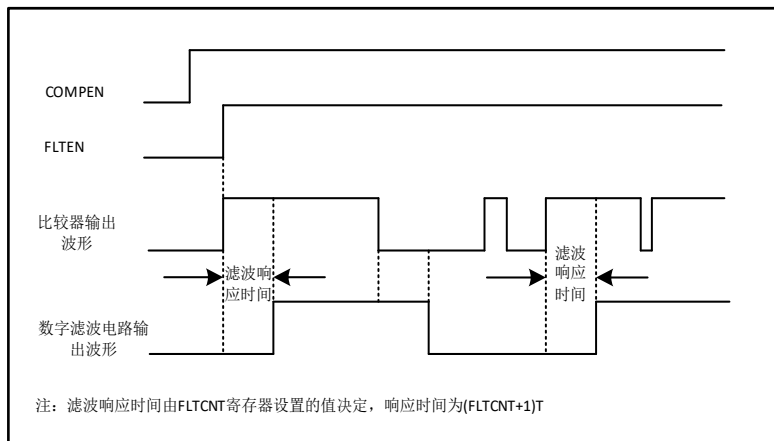 COMPEN
FLTEN
比较器输出
波形
滤波响
应时间
滤波
响应
时间
数字滤波电路输
出波形
注：滤波响应时间由FLTCNT寄存器设置的值决定，响应时间为(FLTCNT+1)T